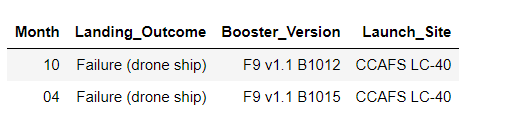 Month Landing_Outcome Booster_Version Launch_Site
10 Failure (drone ship) F9 v1.1 B1012 CCAFS LC-40
04 Failure (drone ship) F9 v1.1 B1015 CCAFS LC-40